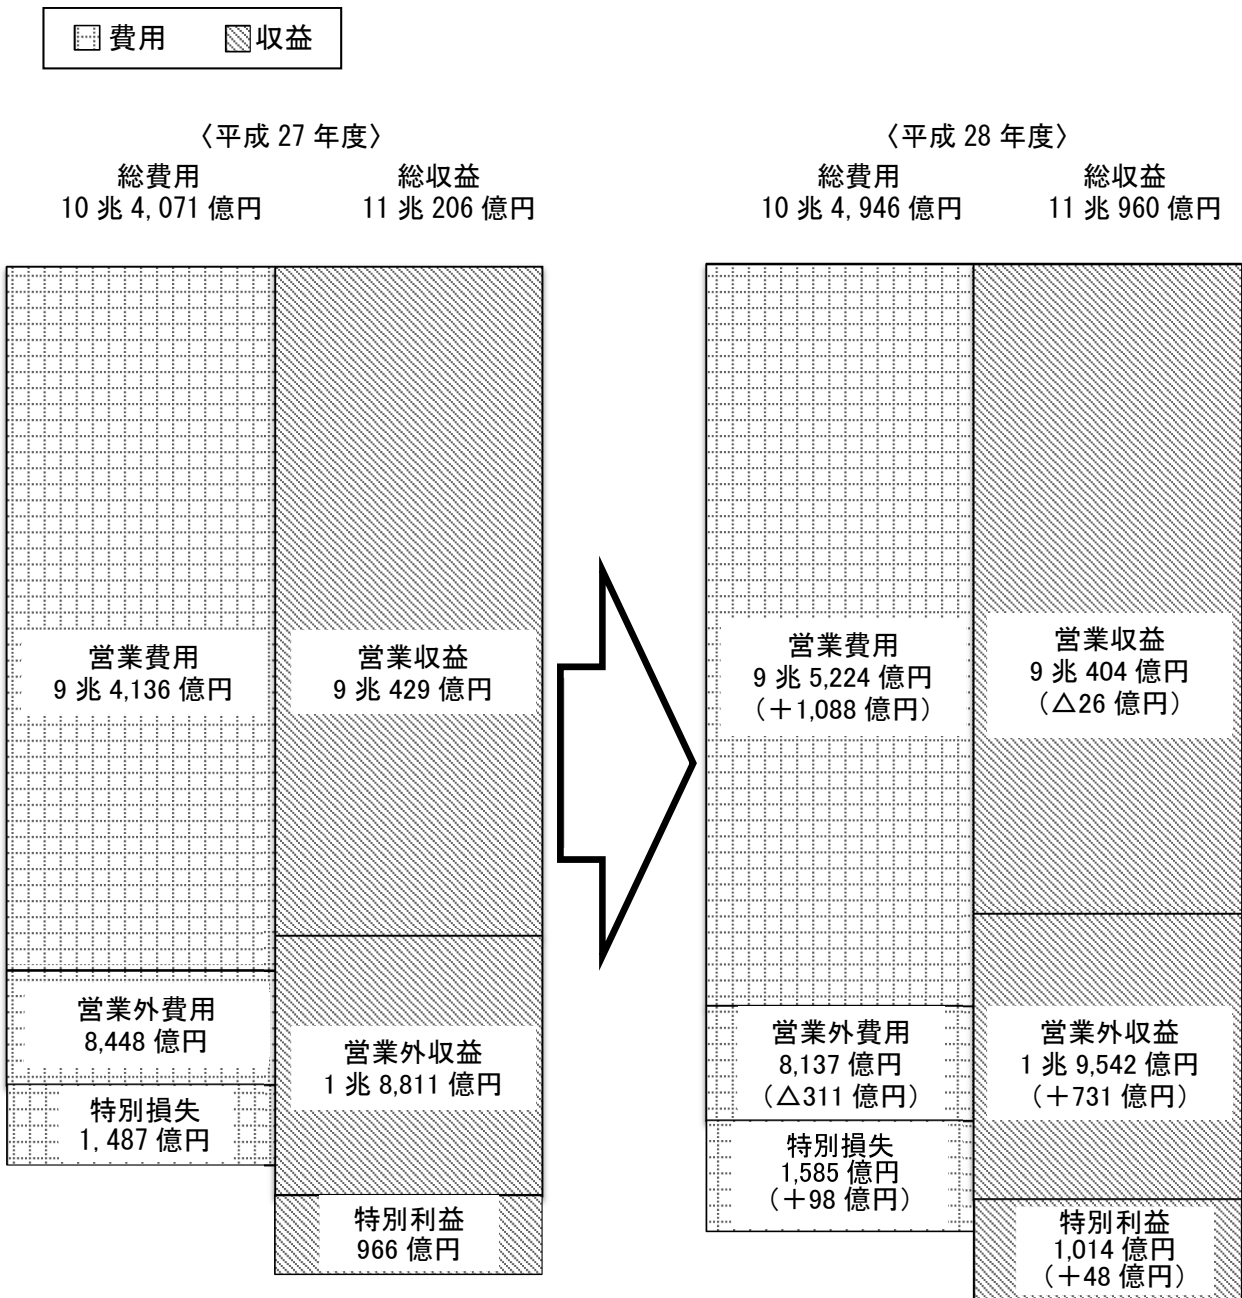 費用 収益
〈平成 27 年度〉
総費用 総収益
10 兆 4,071 億円 11 兆 206 億円
営業費用
9 兆 4,136 億円
営業収益
9 兆 429 億円
営業外費用
8,448 億円
営業外収益
1 兆 8,811 億円
特別損失
1,487 億円
特別利益
966 億円
〈平成 28 年度〉
総費用 総収益
10 兆 4,946 億円 11 兆 960 億円
営業費用
9 兆 5,224 億円
(+1,088 億円)
営業収益
9 兆 404 億円
(△26 億円)
営業外費用
8,137 億円
(△311 億円)
営業外収益
1 兆 9,542 億円
(+731 億円)
特別損失
1,585 億円
(+98 億円)
特別利益
1,014 億円
(+48 億円)